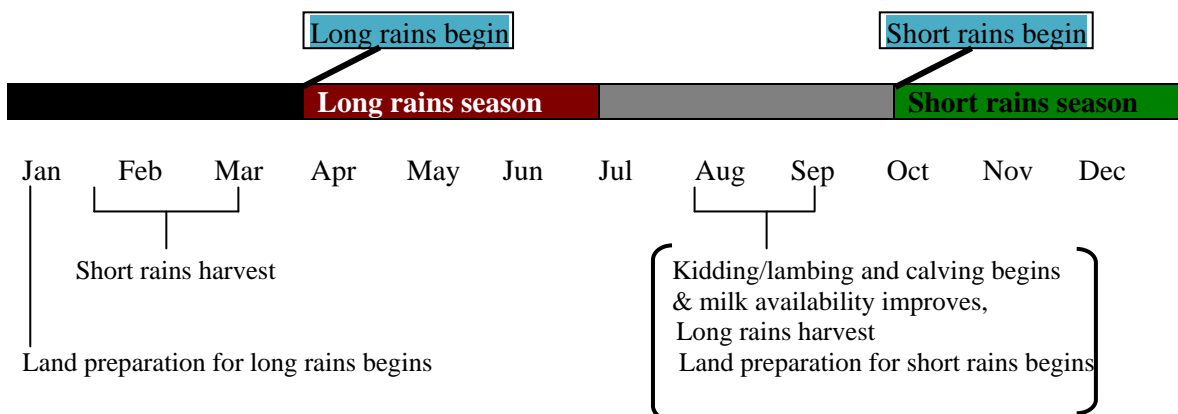 Long rains begin
Short rains begin
Long rains season
Short rains season
Jan Feb Mar Apr May Jun Jul Aug Sep Oct Nov Dec
Short rains harvest
Kidding/lambing and calving begins
& milk availability improves,
Long rains harvest
Land preparation for short rains begins
Land preparation for long rains begins